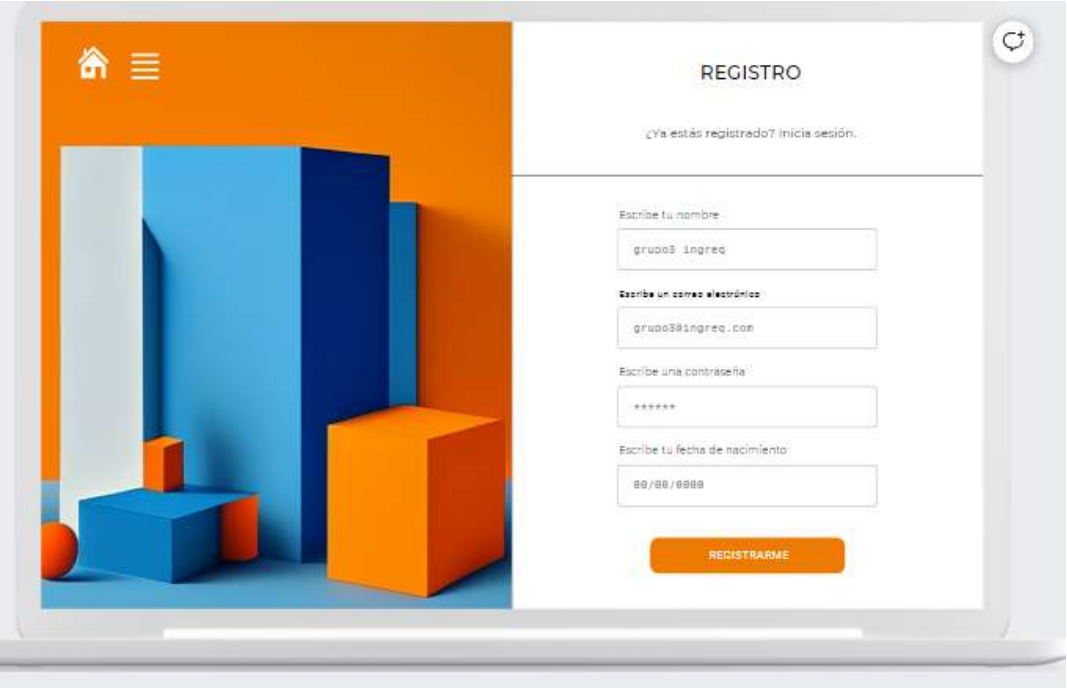 REGISTRO
¿Ya estás registrado? Inicia sesión.
Escribe tu nombre
grupo3 ingreq
Escribe un correo electrónico
grupo3@ingreq.com
Escribe una contraseña
******
Escribe tu fecha de nacimiento
00/00/0000
REGISTRARME